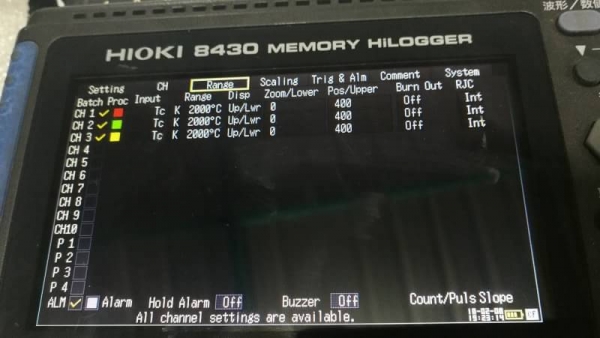 波形/数値
HIOKI 8430 MEMORY HiLOGGER
Setting CH Range Scaling Trig & Alm Comment System
Batch Proc Input Range Disp Zoom/Lower Pos/Upper Burn Out RJC
CH 1 Tc K 2000°C Up/Lwr 0 400 Off Int
CH 2 Tc K 2000°C Up/Lwr 0 400 Off Int
CH 3 Tc K 2000°C Up/Lwr 0 400 Off Int
CH 4
CH 5
CH 6
CH 7
CH 8
CH 9
CH10
P 1
P 2
P 3
P 4
ALM Alarm Hold Alarm Off Buzzer Off Count/Puls Slope
All channel settings are available.